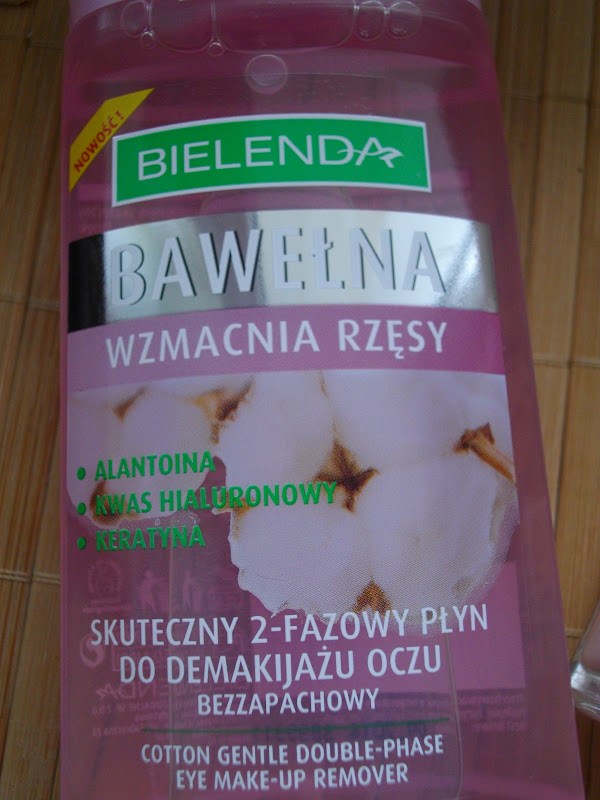 NOWOŚĆ!
BIELENDA
BAWEŁNA
WZMACNIA RZĘSY
• ALANTOINA
• KWAS HIALURONOWY
• KERATYNA
SKUTECZNY 2-FAZOWY PŁYN
DO DEMAKIJAŻU OCZU
BEZZAPACHOWY
COTTON GENTLE DOUBLE-PHASE
EYE MAKE-UP REMOVER